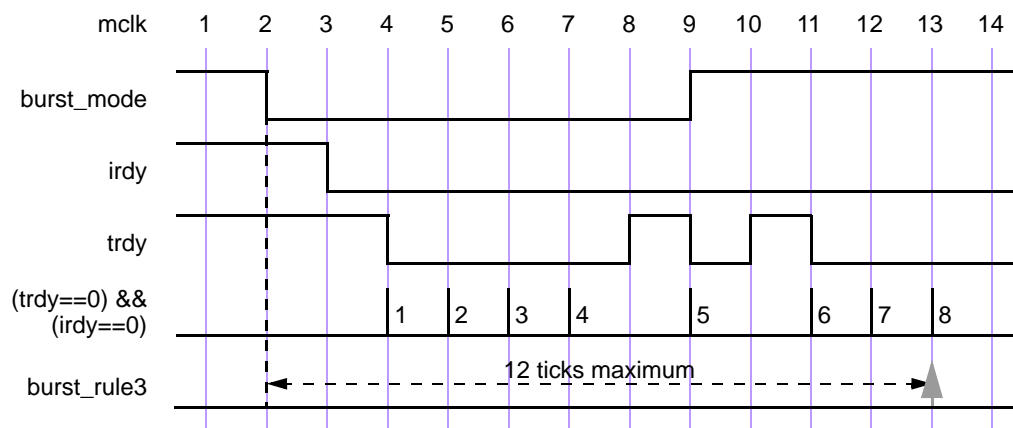 mclk 1 2 3 4 5 6 7 8 9 10 11 12 13 14
burst_mode
irdy
trdy
(trdy==0) &&
(irdy==0)
1 2 3 4 5 6 7 8
12 ticks maximum
burst_rule3